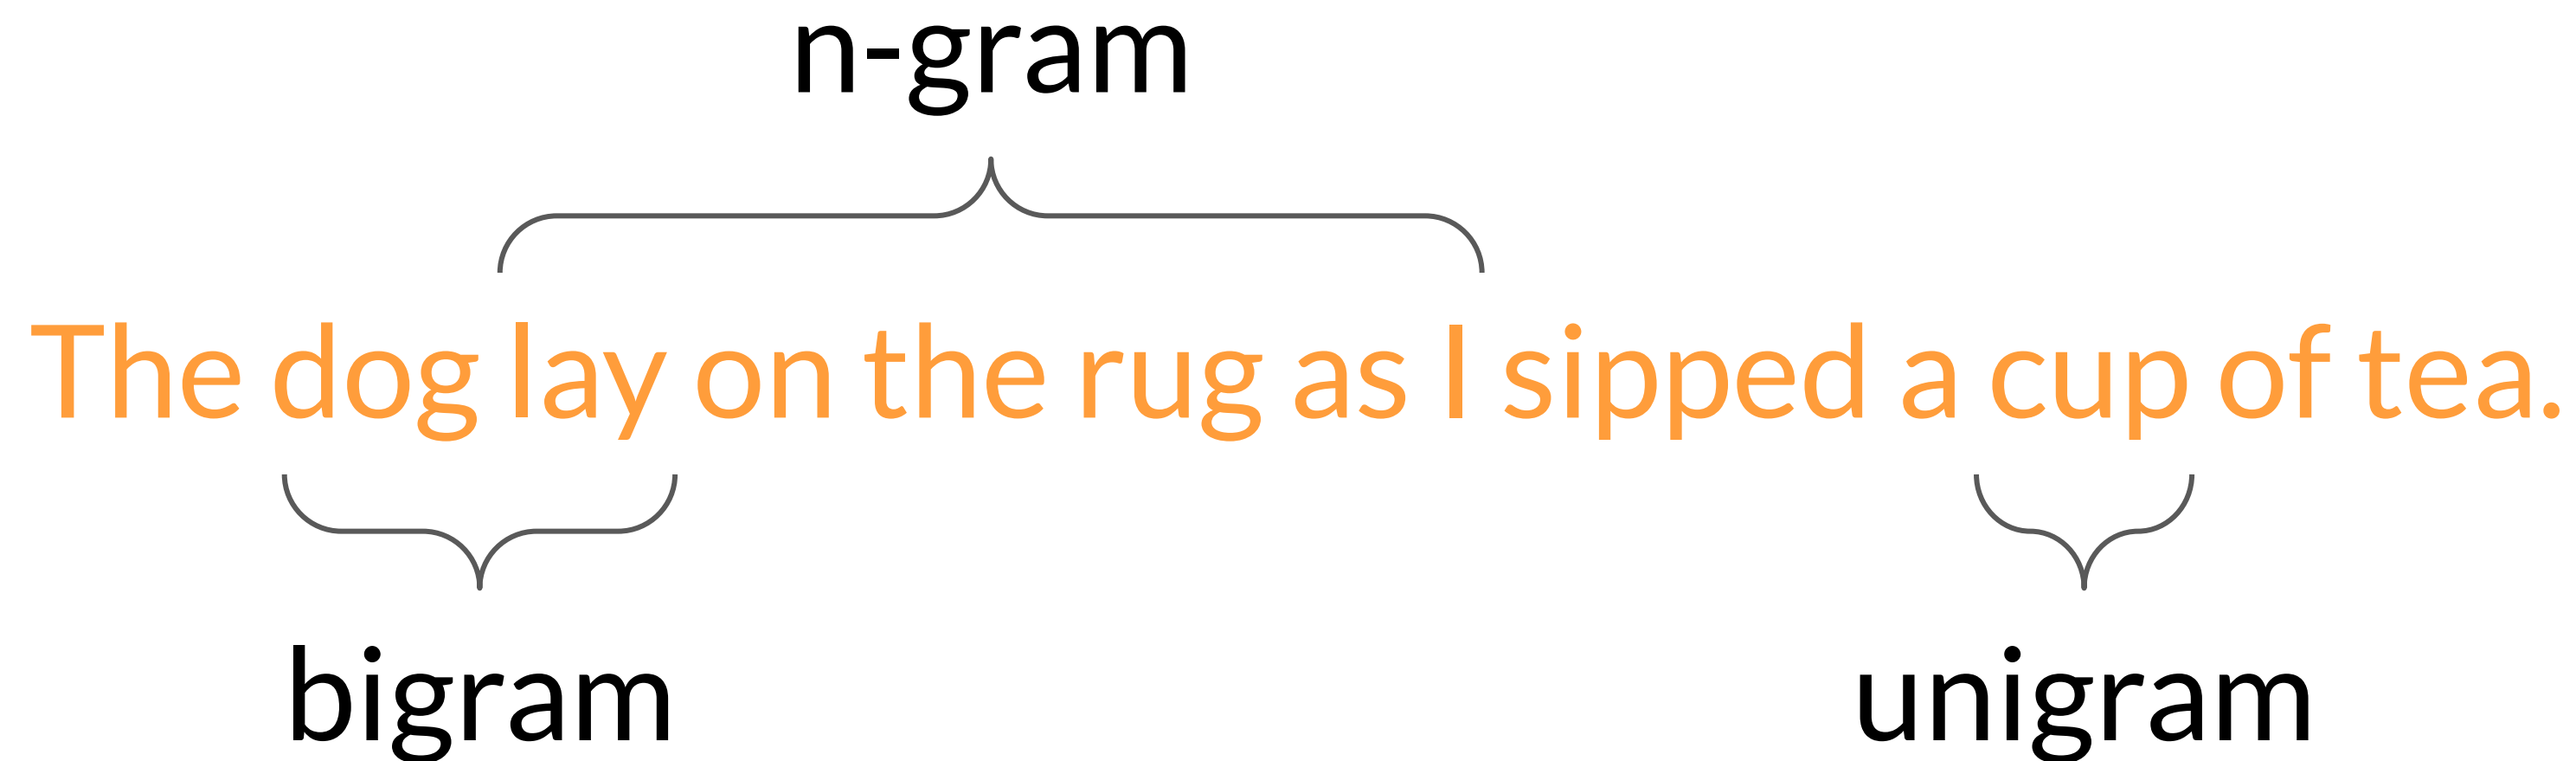 n-gram
The dog lay on the rug as I sipped a cup of tea.
bigram unigram